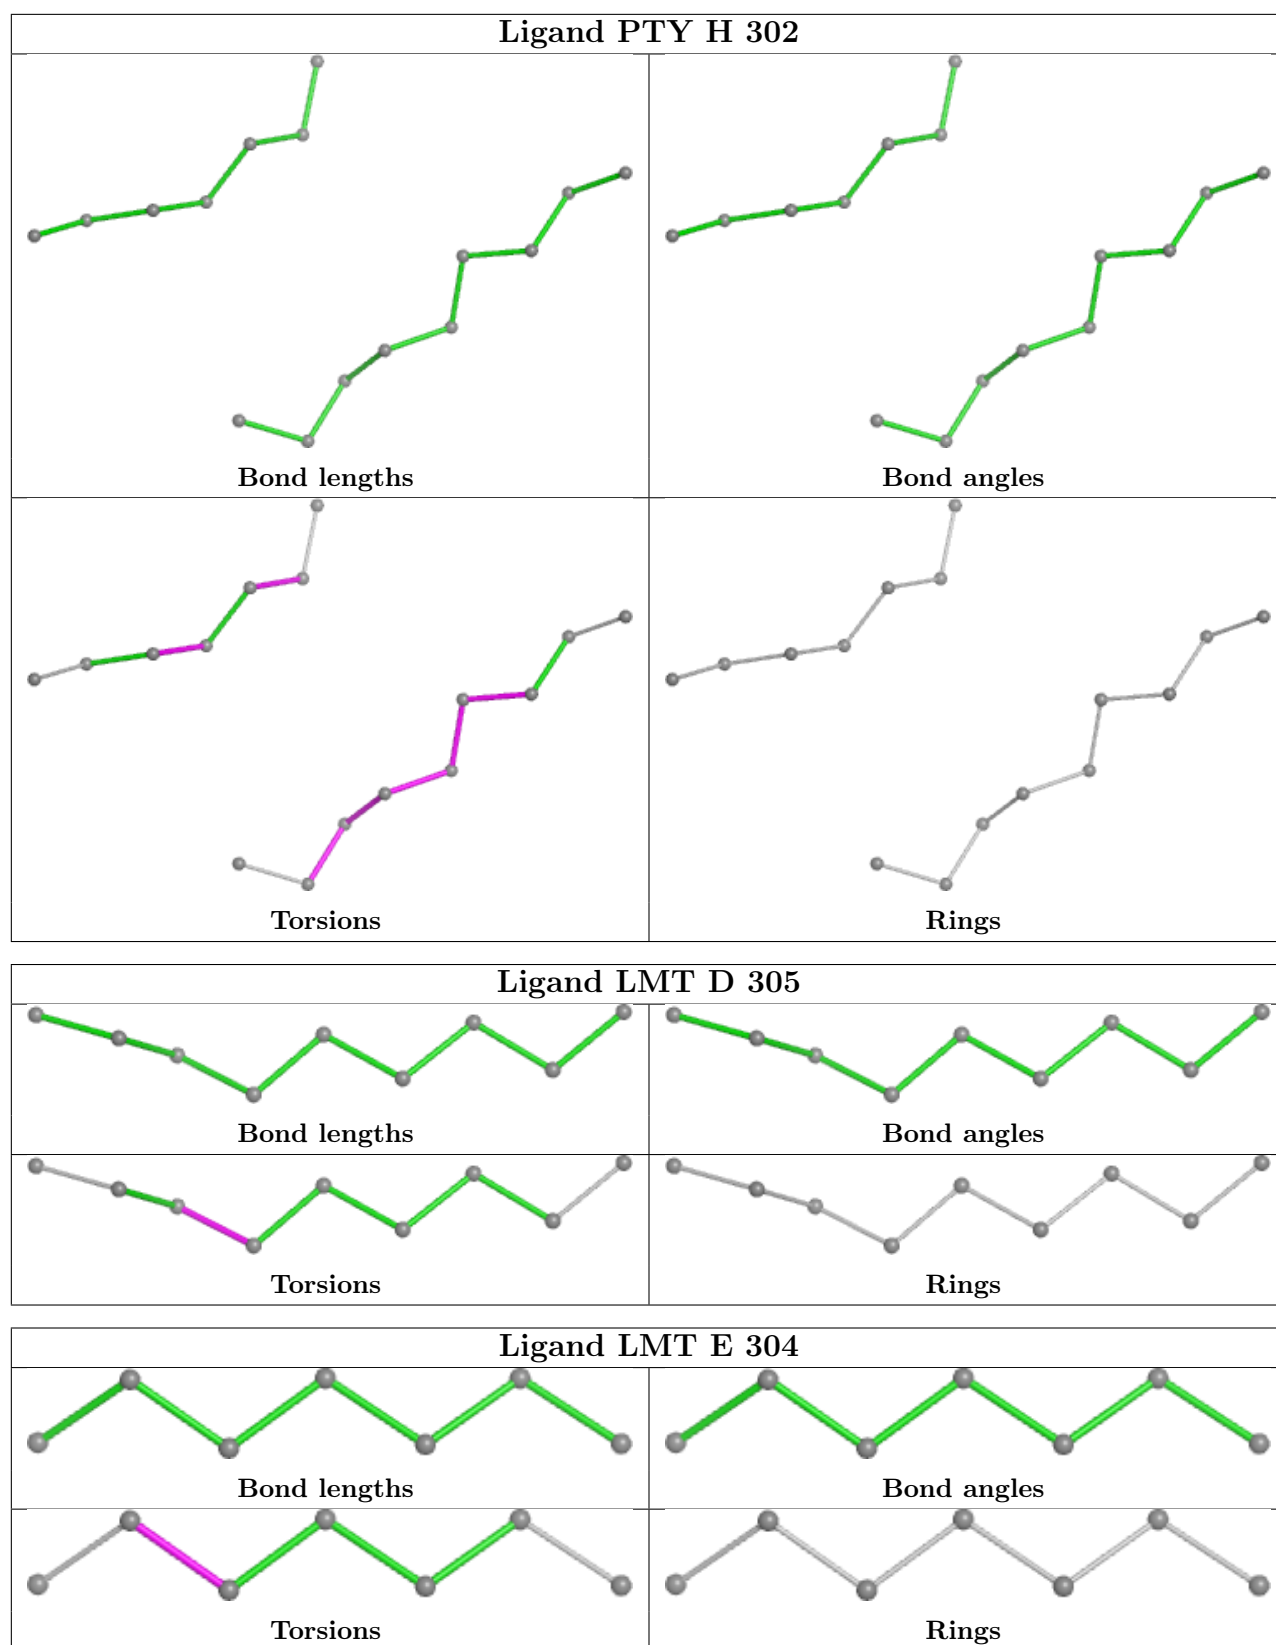 Ligand PTY H 302
Bond lengths
Bond angles
Torsions
Rings
Ligand LMT D 305
Bond lengths
Bond angles
Torsions
Rings
Ligand LMT E 304
Bond lengths
Bond angles
Torsions
Rings